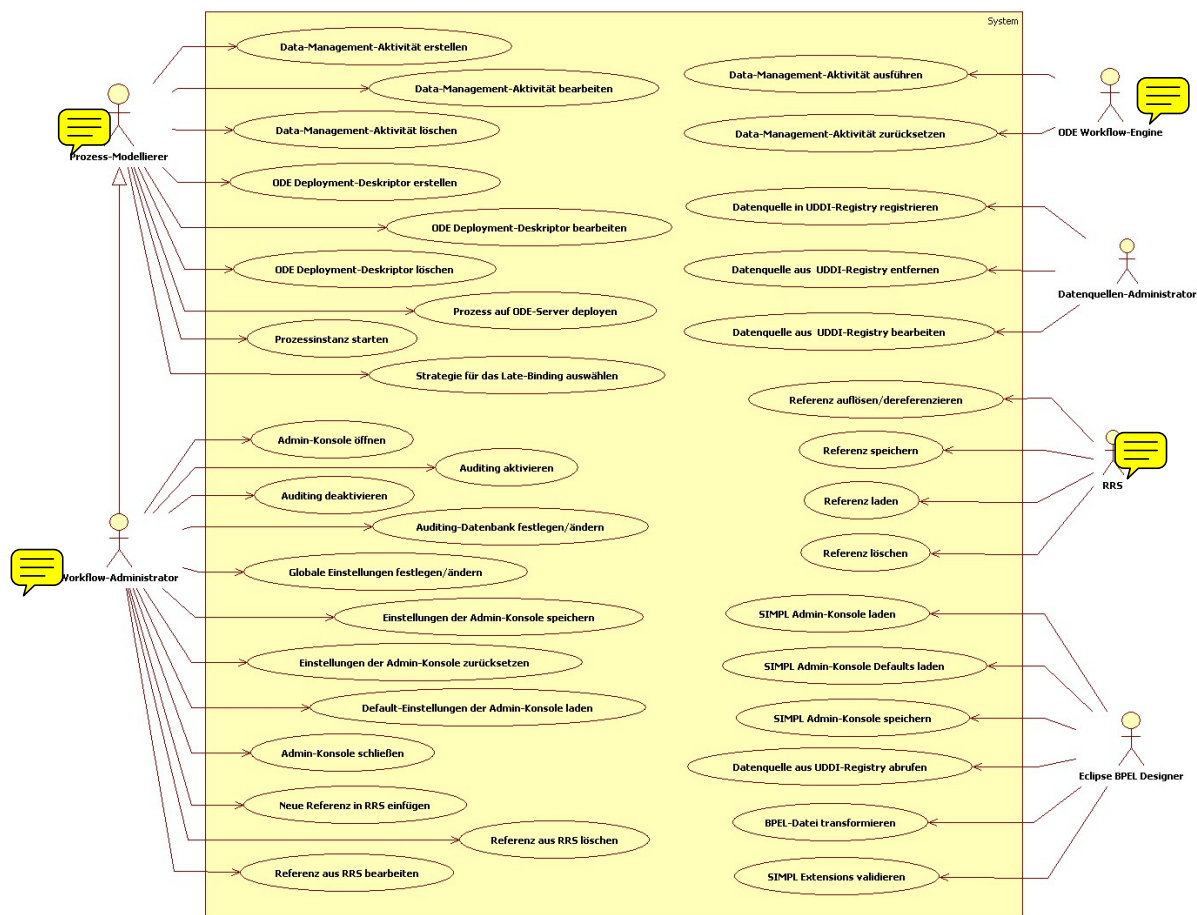 System
Data-Management-Aktivität erstellen
Data-Management-Aktivität bearbeiten
Data-Management-Aktivität löschen
Prozess-Modellierer
ODE Deployment-Deskriptor erstellen
ODE Deployment-Deskriptor bearbeiten
ODE Deployment-Deskriptor löschen
Prozess auf ODE-Server deployen
Prozessinstanz starten
Strategie für das Late-Binding auswählen
Admin-Konsole öffnen
Auditing aktivieren
Auditing deaktivieren
Auditing-Datenbank festlegen/ändern
Workflow-Administrator
Globale Einstellungen festlegen/ändern
Einstellungen der Admin-Konsole speichern
Einstellungen der Admin-Konsole zurücksetzen
Default-Einstellungen der Admin-Konsole laden
Admin-Konsole schließen
Neue Referenz in RRS einfügen
Referenz aus RRS löschen
Referenz aus RRS bearbeiten
Data-Management-Aktivität ausführen
Data-Management-Aktivität zurücksetzen
ODE Workflow-Engine
Datenquelle in UDDI-Registry registrieren
Datenquelle aus UDDI-Registry entfernen
Datenquellen-Administrator
Datenquelle aus UDDI-Registry bearbeiten
Referenz auflösen/dereferenzieren
Referenz speichern
RRS
Referenz laden
Referenz löschen
SIMPL Admin-Konsole laden
SIMPL Admin-Konsole Defaults laden
SIMPL Admin-Konsole speichern
Datenquelle aus UDDI-Registry abrufen
Eclipse BPEL Designer
BPEL-Datei transformieren
SIMPL Extensions validieren